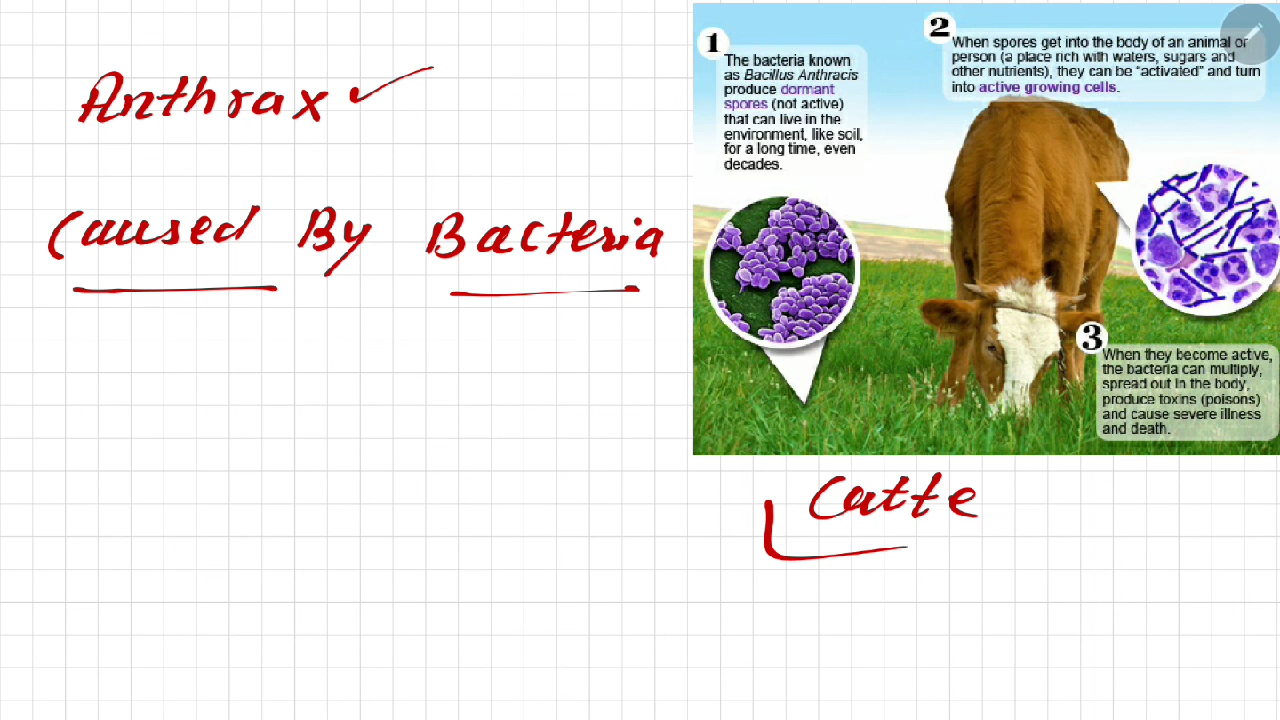 Anthrax
Caused By Bacteria
1
The bacteria known
as Bacillus Anthracis
produce dormant
spores (not active)
that can live in the
environment, like soil,
for a long time, even
decades.
2
When spores get into the body of an animal or
person (a place rich with waters, sugars and
other nutrients), they can be “activated” and turn
into active growing cells.
3
When they become active,
the bacteria can multiply,
spread out in the body,
produce toxins (poisons)
and cause severe illness
and death.
Catte